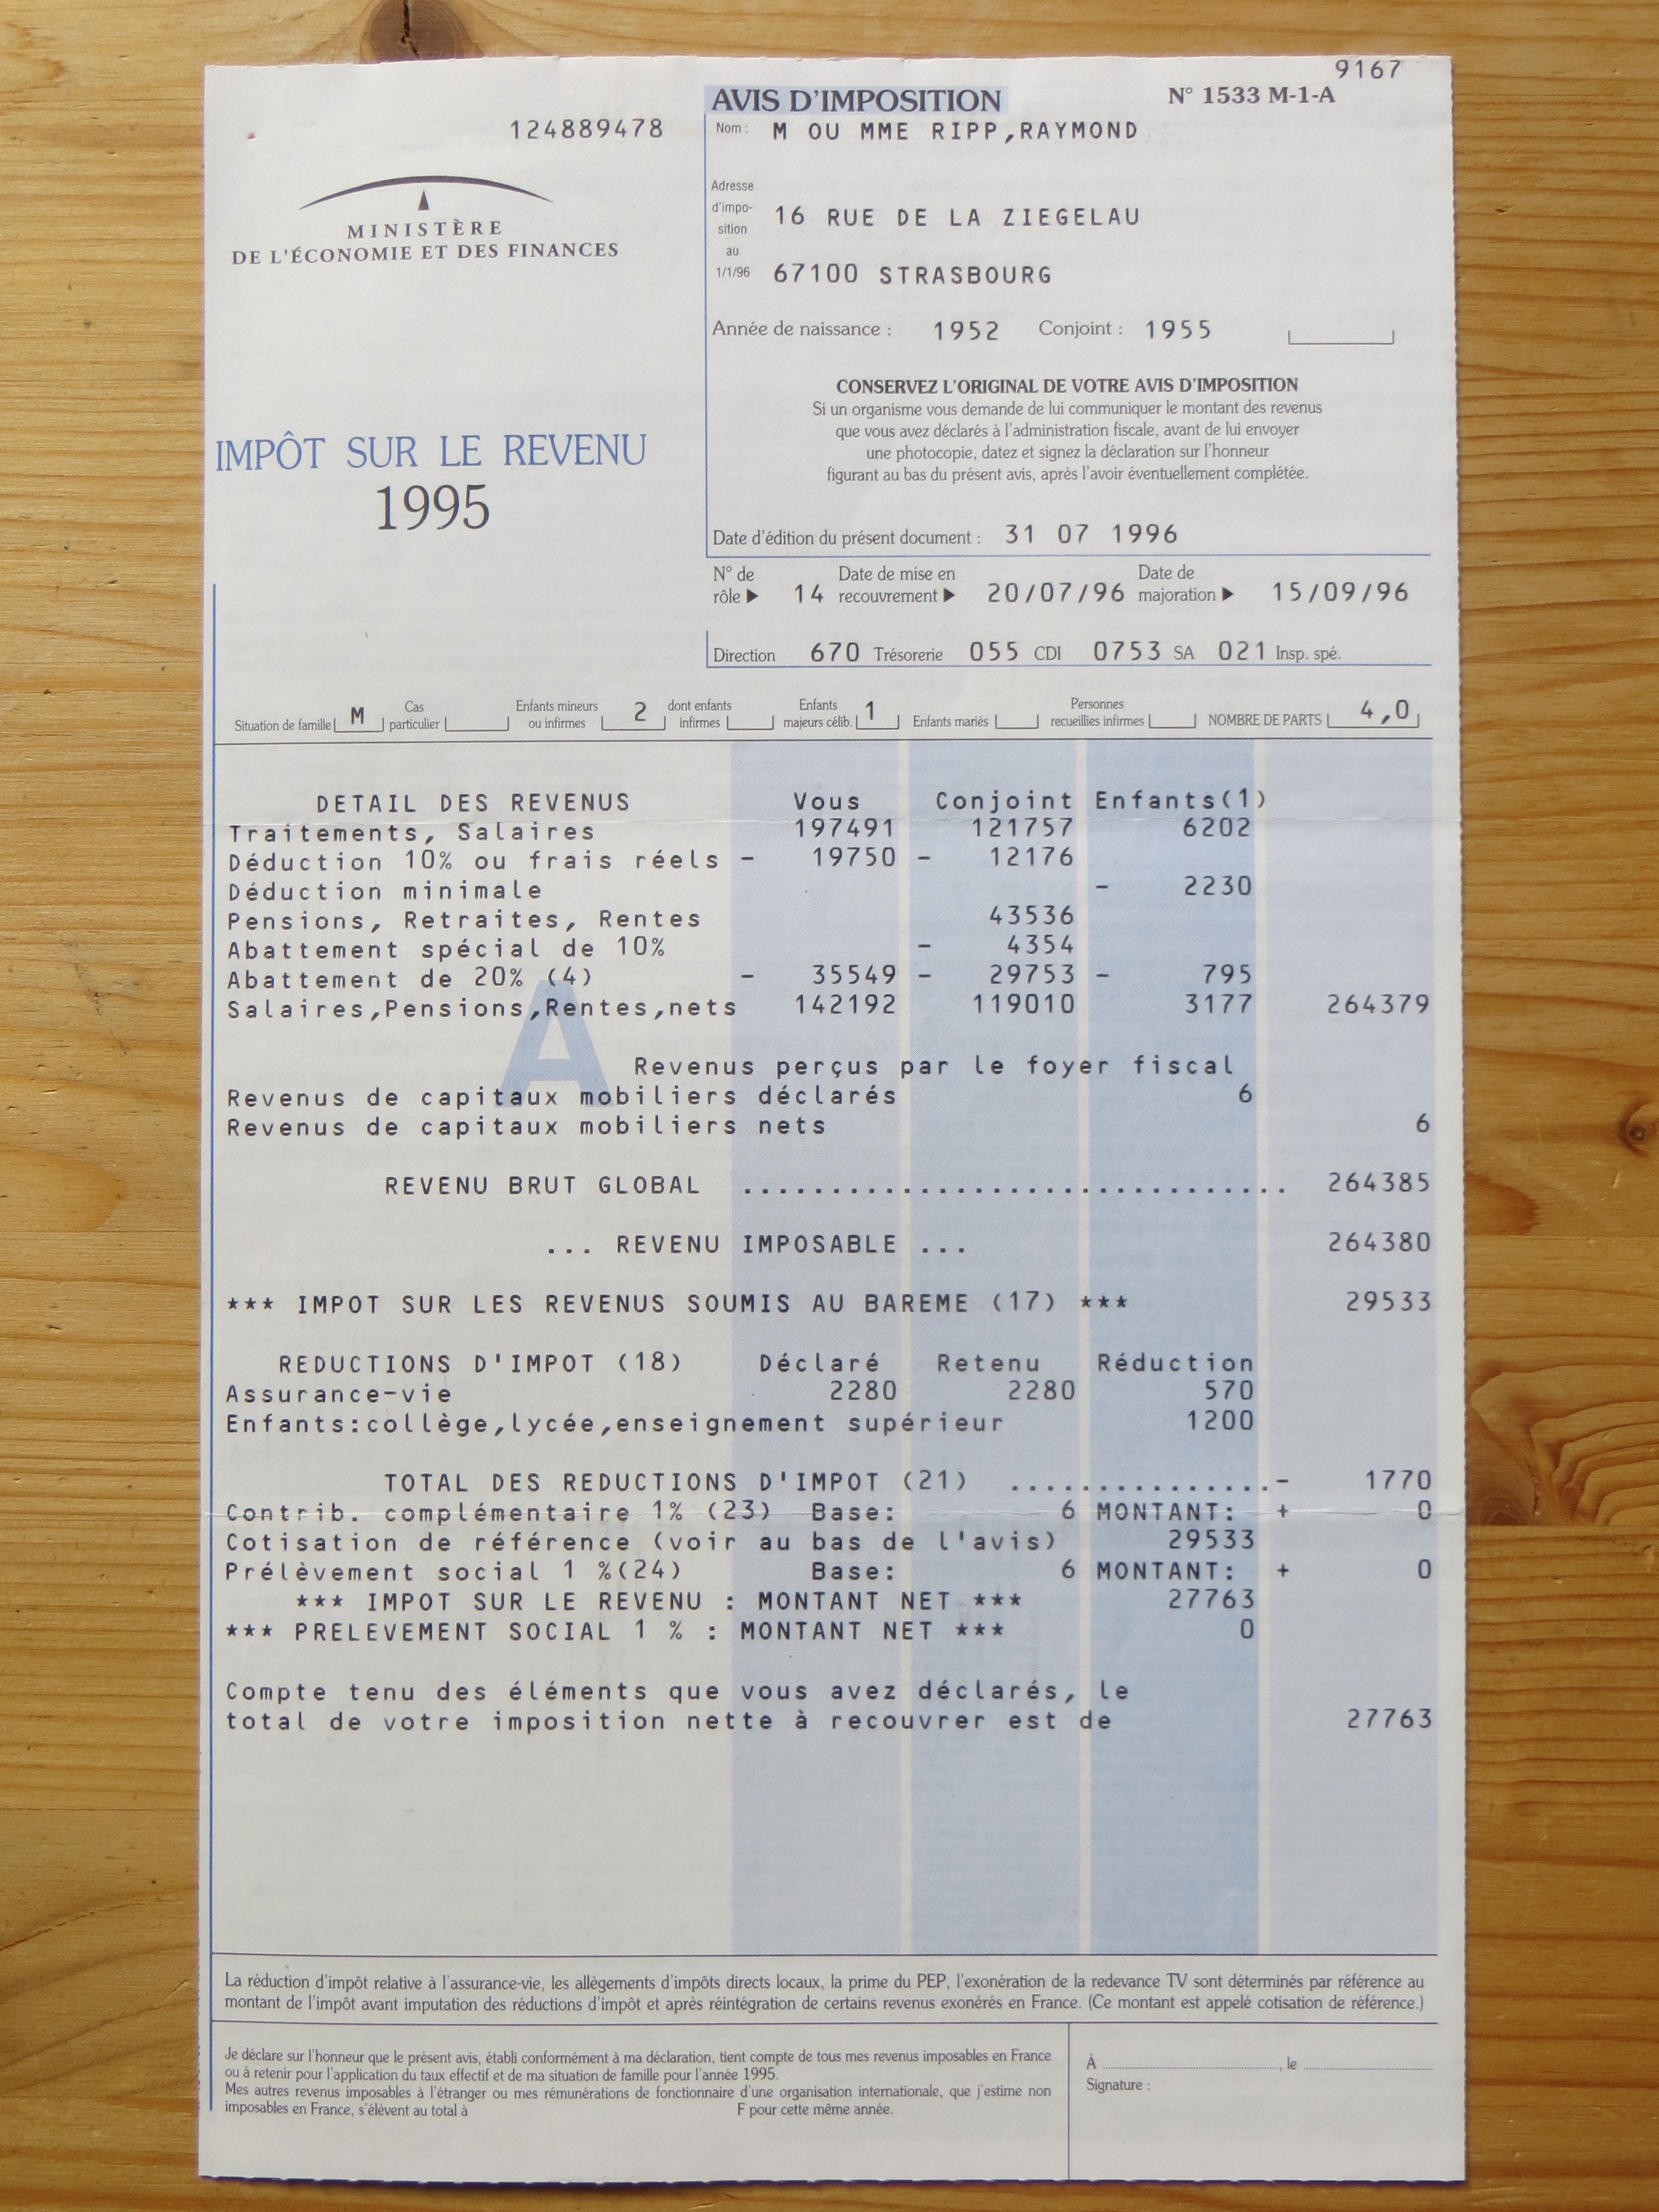 9167
AVIS D'IMPOSITION N° 1533 M-1-A
124889478
Nom : M OU MME RIPP,RAYMOND
MINISTÈRE
DE L'ÉCONOMIE ET DES FINANCES
Adresse
d'impo-
sition
au
1/1/96
16 RUE DE LA ZIEGELAU
67100 STRASBOURG
Année de naissance : 1952 Conjoint : 1955
CONSERVEZ L'ORIGINAL DE VOTRE AVIS D'IMPOSITION
Si un organisme vous demande de lui communiquer le montant des revenus
que vous avez déclarés à l'administration fiscale, avant de lui envoyer
une photocopie, datez et signez la déclaration sur l'honneur
figurant au bas du présent avis, après l'avoir éventuellement complétée.
IMPÔT SUR LE REVENU
1995
Date d'édition du présent document : 31 07 1996
N° de rôle ▶ 14 Date de mise en recouvrement ▶ 20/07/96 Date de majoration ▶ 15/09/96
Direction 670 Trésorerie 055 CDI 0753 SA 021 Insp. spé.
Situation de famille M Cas particulier Enfants mineurs ou infirmes 2 dont enfants infirmes Enfants majeurs célib. 1 Enfants mariés Personnes recueillies infirmes NOMBRE DE PARTS 4,0
DETAIL DES REVENUS Vous Conjoint Enfants(1)
Traitements, Salaires 197491 121757 6202
Déduction 10% ou frais réels - 19750 - 12176
Déduction minimale - 2230
Pensions, Retraites, Rentes 43536
Abattement spécial de 10% - 4354
Abattement de 20% (4) - 35549 - 29753 - 795
Salaires,Pensions,Rentes,nets 142192 119010 3177 264379
A
Revenus perçus par le foyer fiscal
Revenus de capitaux mobiliers déclarés 6
Revenus de capitaux mobiliers nets 6
REVENU BRUT GLOBAL ............................... 264385
... REVENU IMPOSABLE ... 264380
*** IMPOT SUR LES REVENUS SOUMIS AU BAREME (17) *** 29533
REDUCTIONS D'IMPOT (18) Déclaré Retenu Réduction
Assurance-vie 2280 2280 570
Enfants:collège,lycée,enseignement supérieur 1200
TOTAL DES REDUCTIONS D'IMPOT (21) ...............- 1770
Contrib. complémentaire 1% (23) Base: 6 MONTANT: + 0
Cotisation de référence (voir au bas de l'avis) 29533
Prélèvement social 1 %(24) Base: 6 MONTANT: + 0
*** IMPOT SUR LE REVENU : MONTANT NET *** 27763
*** PRELEVEMENT SOCIAL 1 % : MONTANT NET *** 0
Compte tenu des éléments que vous avez déclarés, le
total de votre imposition nette à recouvrer est de 27763
La réduction d'impôt relative à l'assurance-vie, les allègements d'impôts directs locaux, la prime du PEP, l'exonération de la redevance TV sont déterminés par référence au
montant de l'impôt avant imputation des réductions d'impôt et après réintégration de certains revenus exonérés en France. (Ce montant est appelé cotisation de référence.)
Je déclare sur l'honneur que le présent avis, établi conformément à ma déclaration, tient compte de tous mes revenus imposables en France
ou à retenir pour l'application du taux effectif et de ma situation de famille pour l'année 1995.
Mes autres revenus imposables à l'étranger ou mes rémunérations de fonctionnaire d'une organisation internationale, que j'estime non
imposables en France, s'élèvent au total à F pour cette même année.
À , le
Signature :